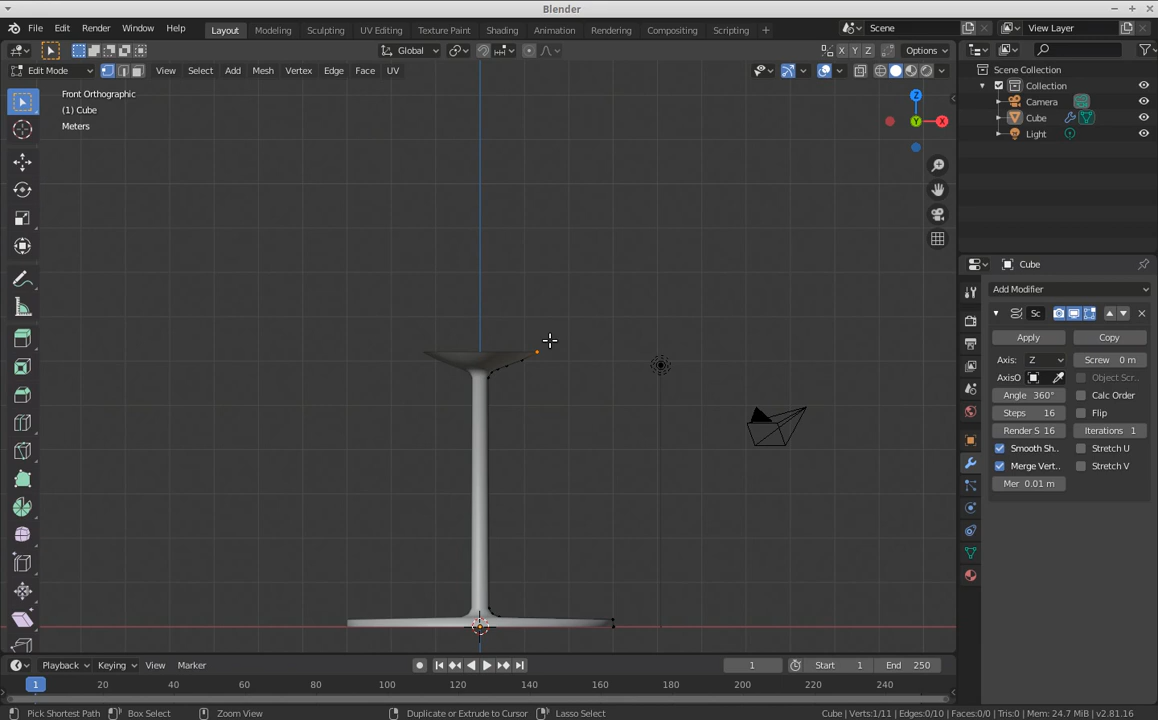 Blender
File Edit Render Window Help Layout Modeling Sculpting UV Editing Texture Paint Shading Animation Rendering Compositing Scripting + Scene View Layer
Global X Y Z Options
Edit Mode View Select Add Mesh Vertex Edge Face UV
Front Orthographic
(1) Cube
Meters
Z
Y
X
Scene Collection
Collection
Camera
Cube
Light
Cube
Add Modifier
Sc
Apply Copy
Axis: Z Screw 0 m
AxisO Object Scr..
Angle 360° Calc Order
Steps 16 Flip
Render S 16 Iterations 1
Smooth Sh.. Stretch U
Merge Vert.. Stretch V
Mer 0.01 m
Playback Keying View Marker 1 Start 1 End 250
1 20 40 60 80 100 120 140 160 180 200 220 240
Pick Shortest Path Box Select Zoom View Duplicate or Extrude to Cursor Lasso Select Cube | Verts:1/11 | Edges:0/10 | Faces:0/0 | Tris:0 | Mem: 24.7 MiB | v2.81.16